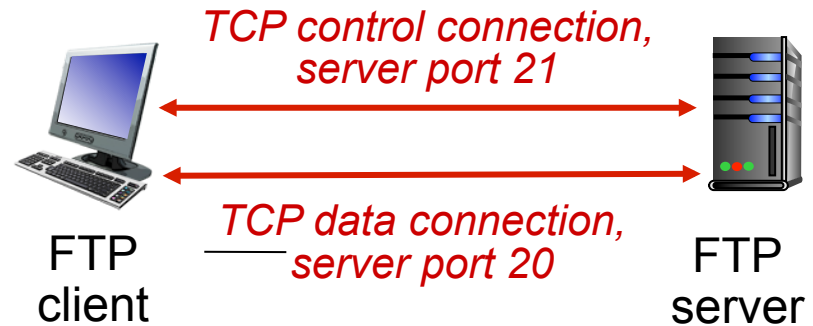 TCP control connection,
server port 21
TCP data connection,
server port 20
FTP
client
FTP
server